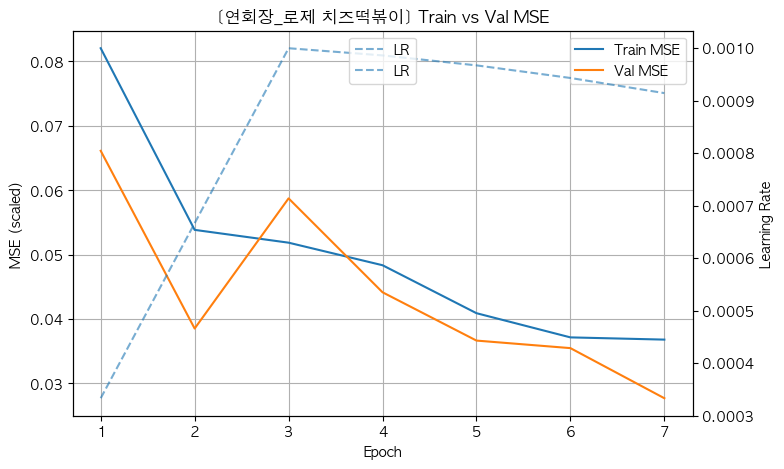 [연회장_로제 치즈떡볶이] Train vs Val MSE
LR
LR
Train MSE
Val MSE
MSE (scaled)
0.08
0.07
0.06
0.05
0.04
0.03
0.0010
0.0009
0.0008
0.0007
0.0006
0.0005
0.0004
0.0003
Learning Rate
1 2 3 4 5 6 7
Epoch